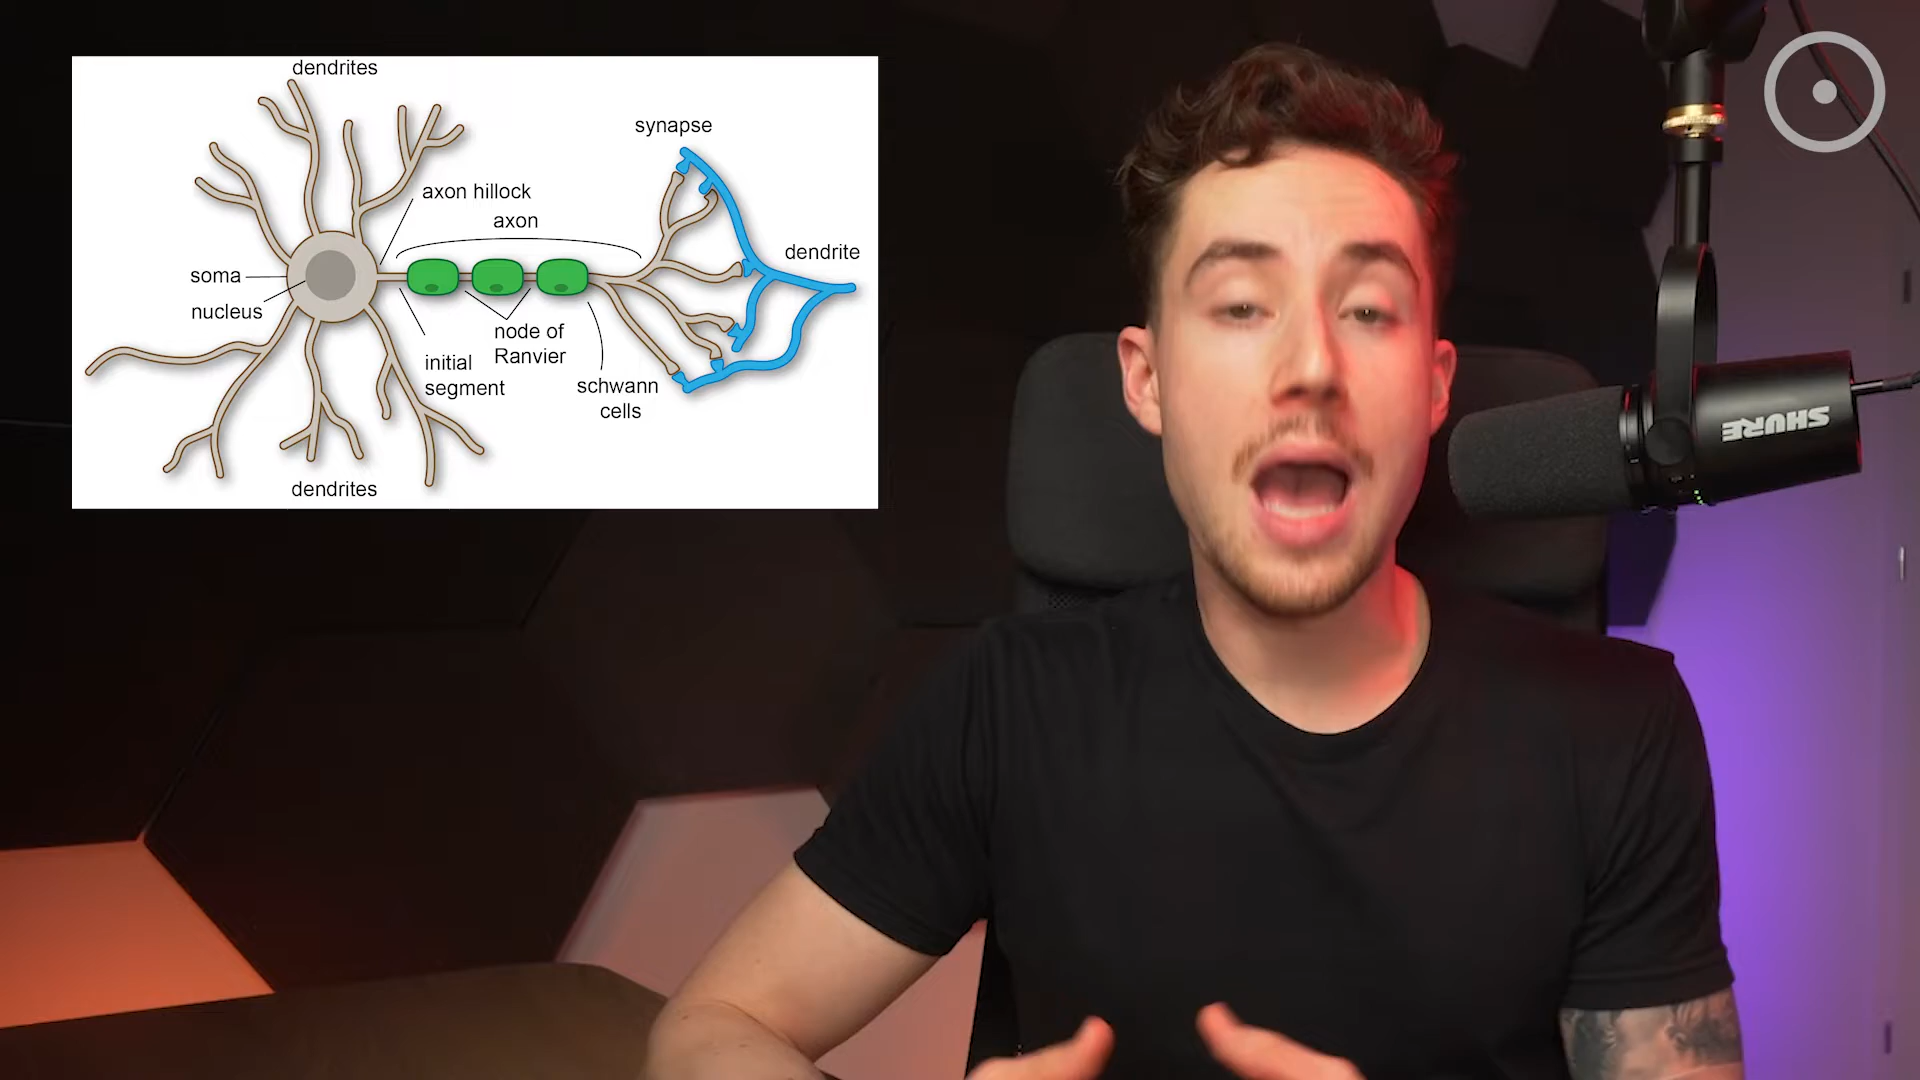 dendrites
synapse
axon hillock
axon
dendrite
soma
nucleus
node of
Ranvier
initial
segment
schwann
cells
dendrites
SHURE